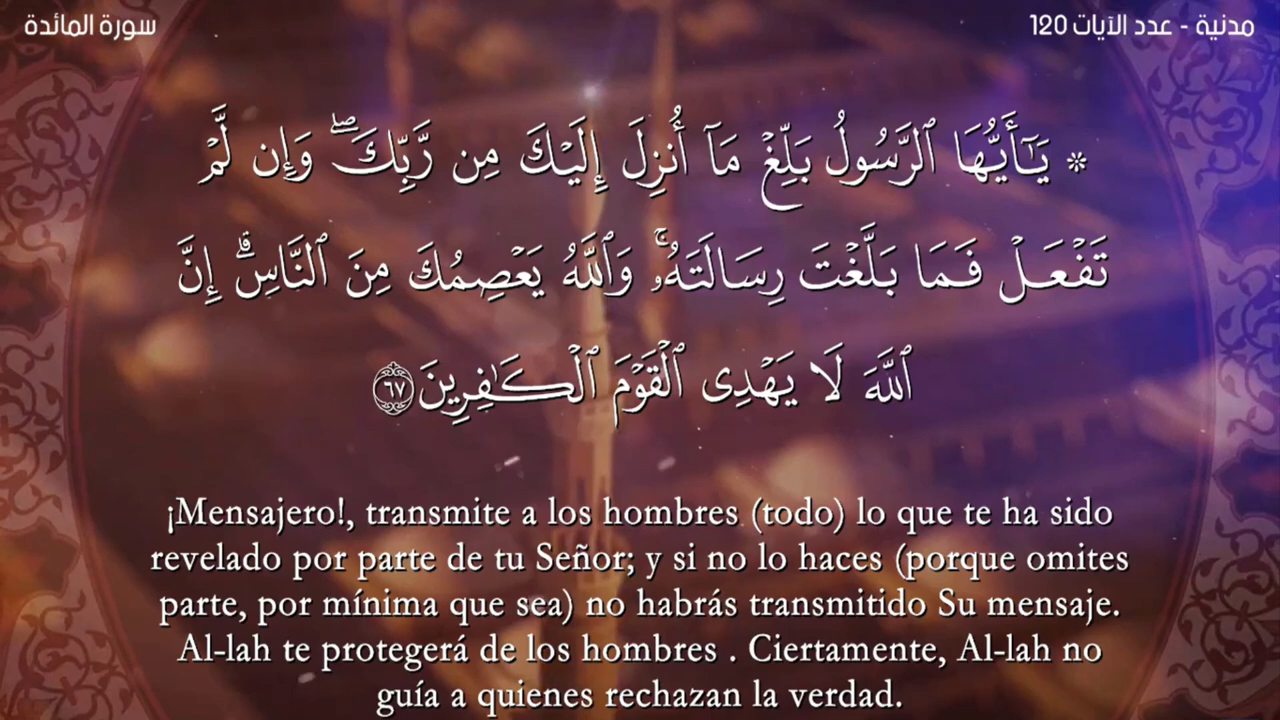 سورة المائدة
مدنية - عدد الآيات 120
* يَـٰٓأَيُّهَا ٱلرَّسُولُ بَلِّغۡ مَآ أُنزِلَ إِلَيۡكَ مِن رَّبِّكَۖ وَإِن لَّمۡ
تَفۡعَلۡ فَمَا بَلَّغۡتَ رِسَالَتَهُۥۚ وَٱللَّهُ يَعۡصِمُكَ مِنَ ٱلنَّاسِۗ إِنَّ
ٱللَّهَ لَا يَهۡدِى ٱلۡقَوۡمَ ٱلۡكَـٰفِرِينَ ٦٧
¡Mensajero!, transmite a los hombres (todo) lo que te ha sido
revelado por parte de tu Señor; y si no lo haces (porque omites
parte, por mínima que sea) no habrás transmitido Su mensaje.
Al-lah te protegerá de los hombres . Ciertamente, Al-lah no
guía a quienes rechazan la verdad.